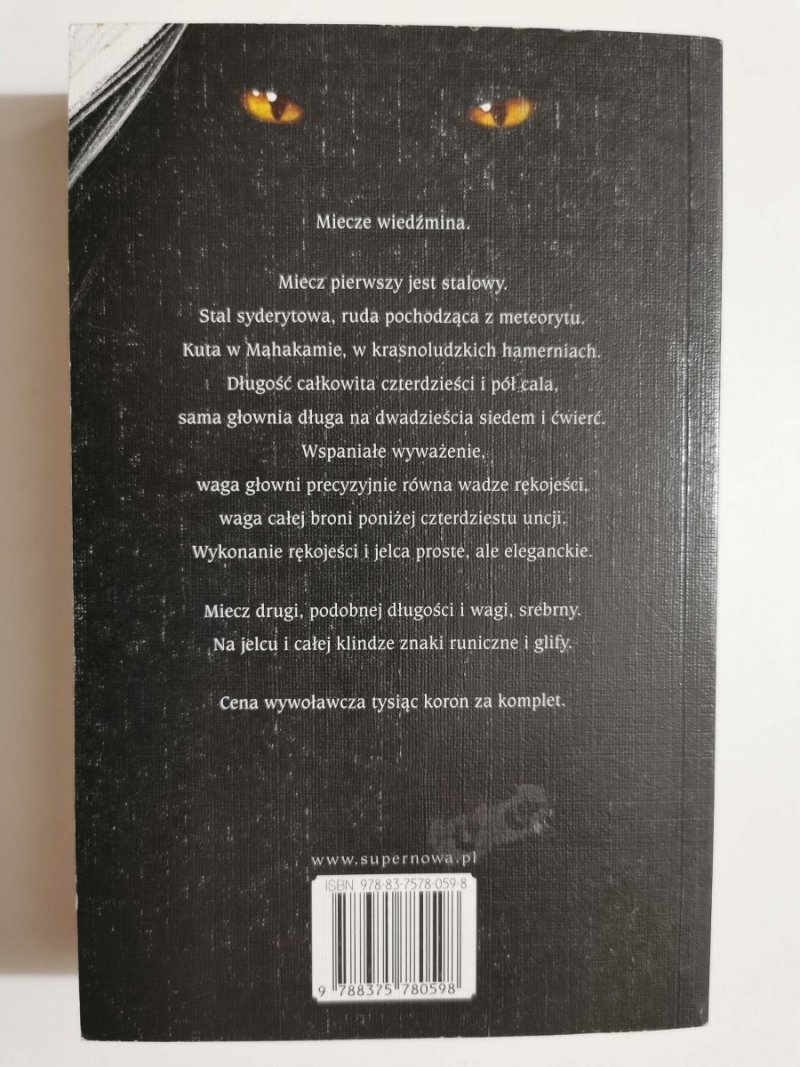 Miecze wiedźmina.
Miecz pierwszy jest stalowy.
Stal syderytowa, ruda pochodząca z meteorytu.
Kuta w Mahakamie, w krasnoludzkich hamerniach.
Długość całkowita czterdzieści i pół cala,
sama głownia długa na dwadzieścia siedem i ćwierć.
Wspaniałe wyważenie,
waga głowni precyzyjnie równa wadze rękojeści,
waga całej broni poniżej czterdziestu uncji.
Wykonanie rękojeści i jelca proste, ale eleganckie.
Miecz drugi, podobnej długości i wagi, srebrny.
Na jelcu i całej klindze znaki runiczne i glify.
Cena wywoławcza tysiąc koron za komplet.
www.supernowa.pl
ISBN 978-83-7578-059-8
9 788375 780598